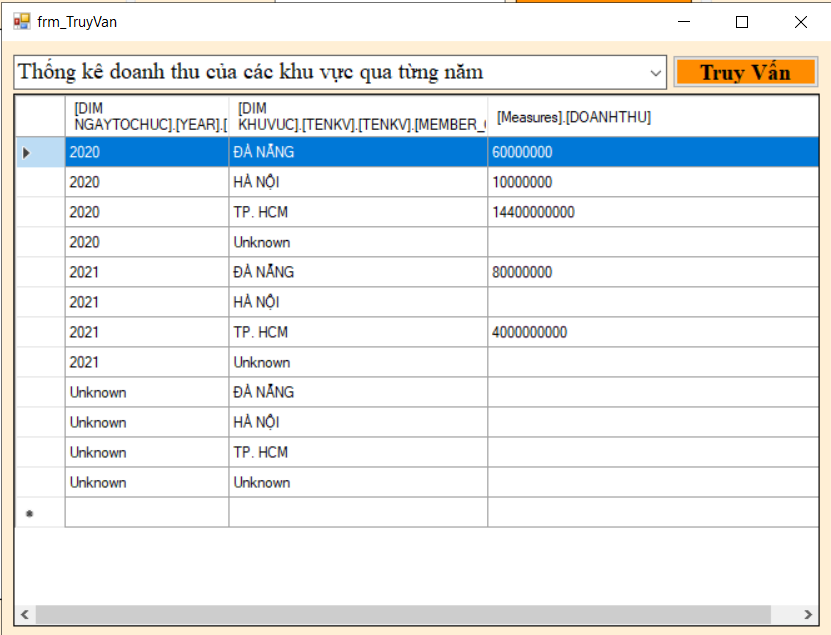 frm_TruyVan
Thống kê doanh thu của các khu vực qua từng năm
Truy Vấn
[DIM
NGAYTOCHUC].[YEAR].[
[DIM
KHUVUC].[TENKV].[TENKV].[MEMBER_
[Measures].[DOANHTHU]
2020 ĐÀ NẴNG 60000000
2020 HÀ NỘI 10000000
2020 TP. HCM 14400000000
2020 Unknown
2021 ĐÀ NẴNG 80000000
2021 HÀ NỘI
2021 TP. HCM 4000000000
2021 Unknown
Unknown ĐÀ NẴNG
Unknown HÀ NỘI
Unknown TP. HCM
Unknown Unknown